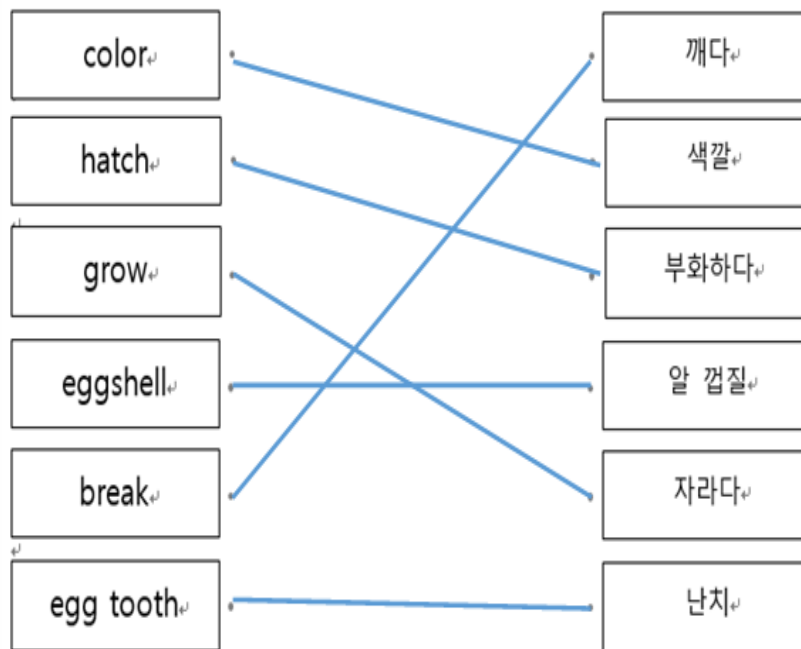 color
깨다
hatch
색깔
grow
부화하다
eggshell
알 껍질
break
자라다
egg tooth
난치